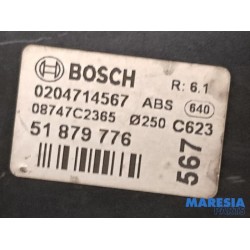 BOSCH R: 6.1
0204714567 ABS 640
08747C2365 Ø250 C623
51 879 776
567
MARESIA